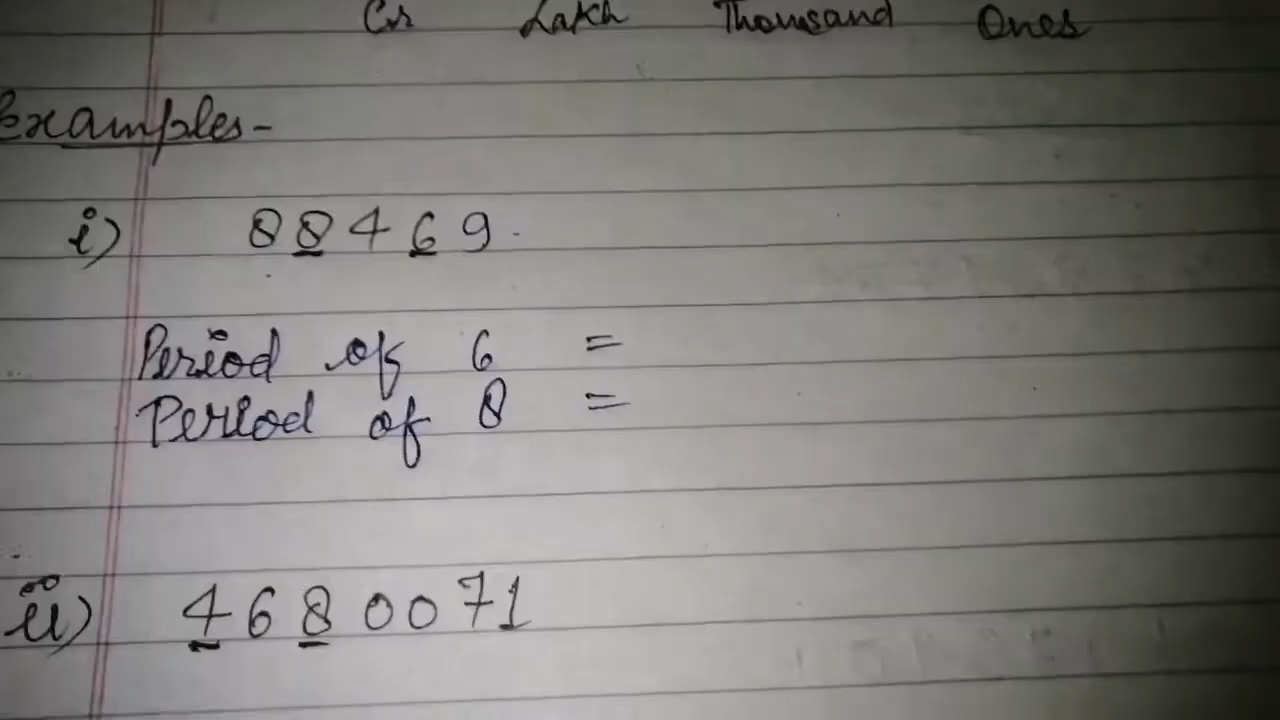 Cr Lakh Thousand Ones
Examples-
i) 88469.
Period of 6 =
Period of 8 =
ii) 4680071